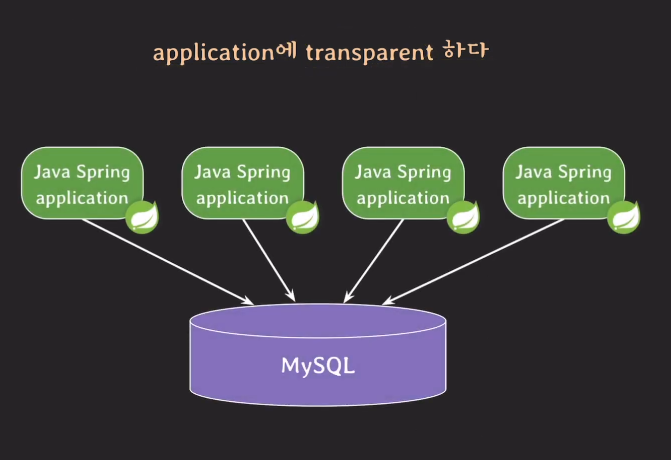 application에 transparent 하다
Java Spring
application
Java Spring
application
Java Spring
application
Java Spring
application
MySQL